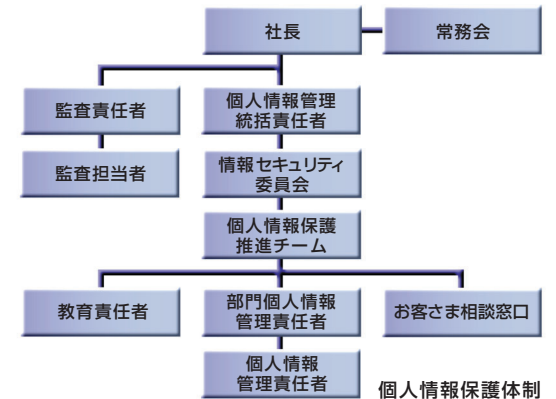 社長
常務会
監査責任者
個人情報管理
統括責任者
監査担当者
情報セキュリティ
委員会
個人情報保護
推進チーム
教育責任者
部門個人情報
管理責任者
お客さま相談窓口
個人情報
管理責任者
個人情報保護体制